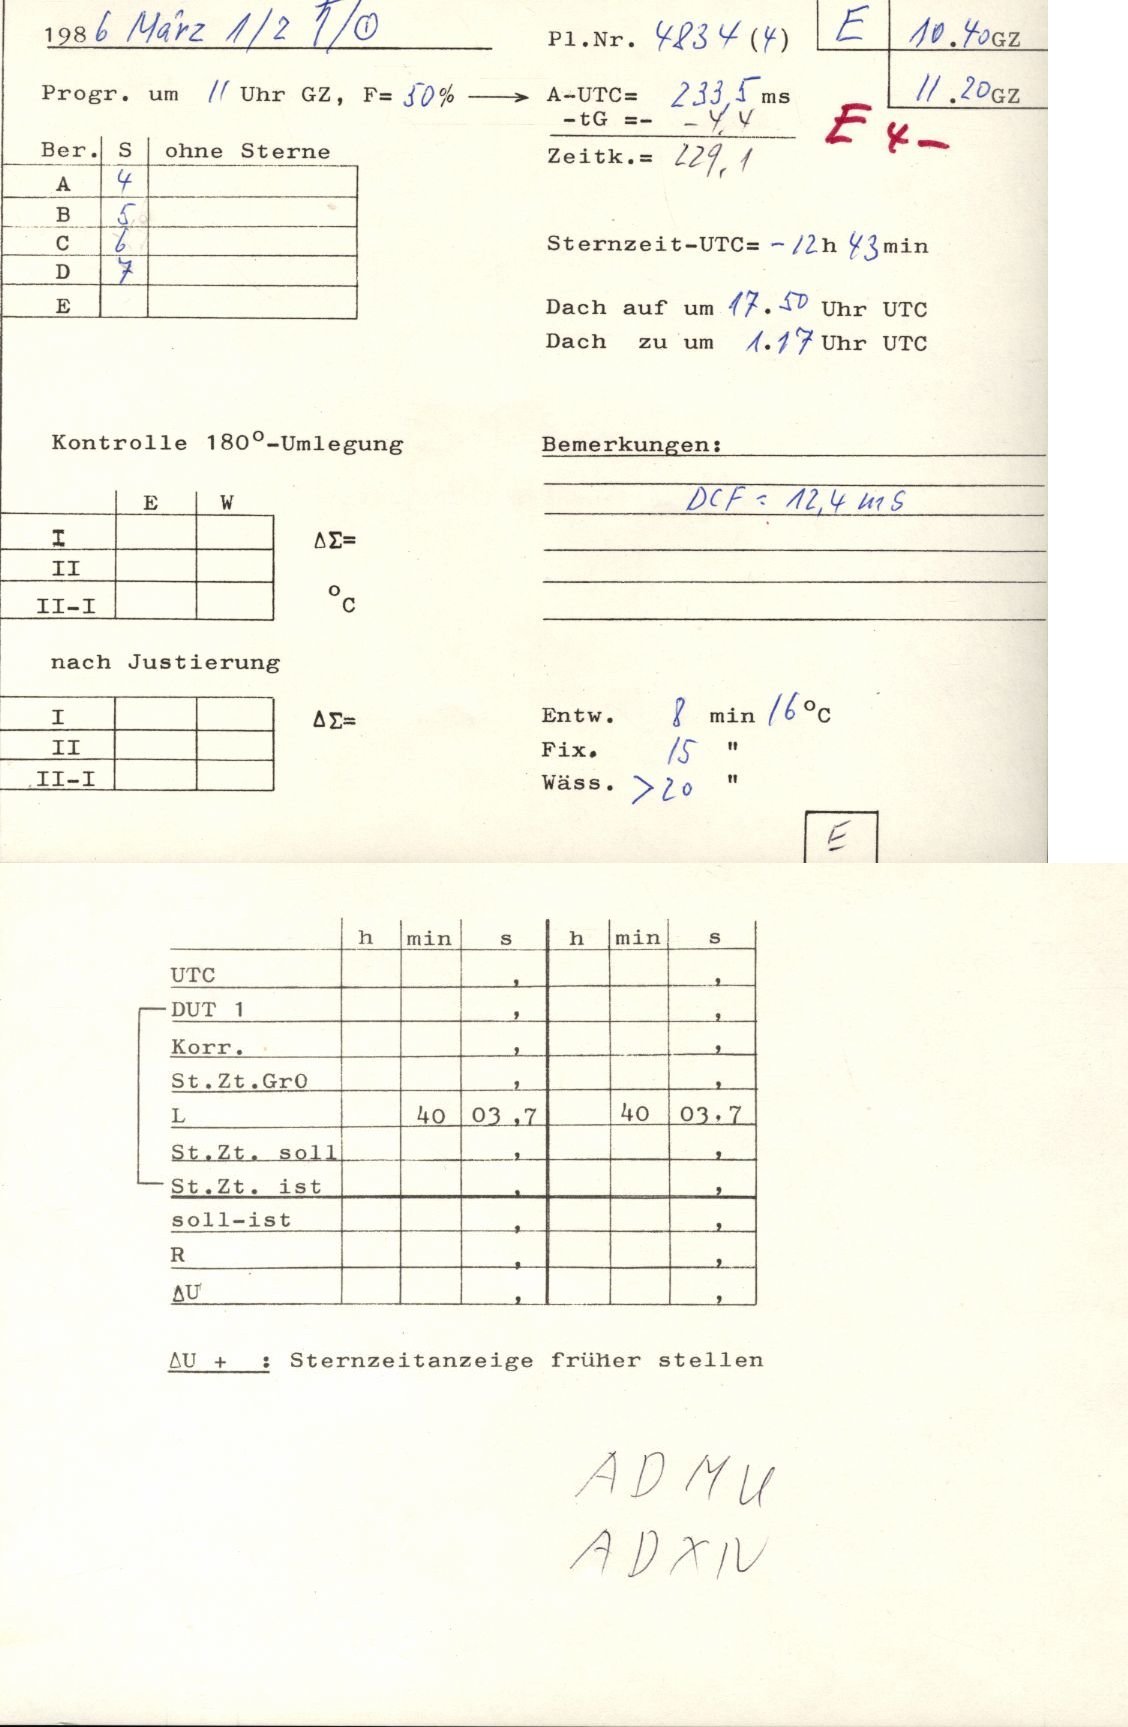 1986 März 1/2 ♄/☉ Pl.Nr. 4834 (4) E 10.40GZ
Progr. um 11 Uhr GZ, F= 50% → A-UTC= 233,5 ms 11.20GZ
-tG =- -4,4
E 4-
Ber. S ohne Sterne Zeitk.= 229,1
A 4
B 5
C 6 Sternzeit-UTC= -12h 43min
D 7
E Dach auf um 17.50 Uhr UTC
Dach zu um 1.17 Uhr UTC
Kontrolle 180°-Umlegung Bemerkungen:
E W DCF = 12,4 ms
I ΔΣ=
II
II-I °C
nach Justierung
I ΔΣ= Entw. 8 min 16°C
II Fix. 15 "
II-I Wäss. >20 "
E
h min s h min s
UTC , ,
DUT 1 , ,
Korr. , ,
St.Zt.Gr0 , ,
L 40 03,7 40 03.7
St.Zt. soll , ,
St.Zt. ist , ,
soll-ist , ,
R , ,
ΔU , ,
ΔU + : Sternzeitanzeige früher stellen
ADMU
ADXIV